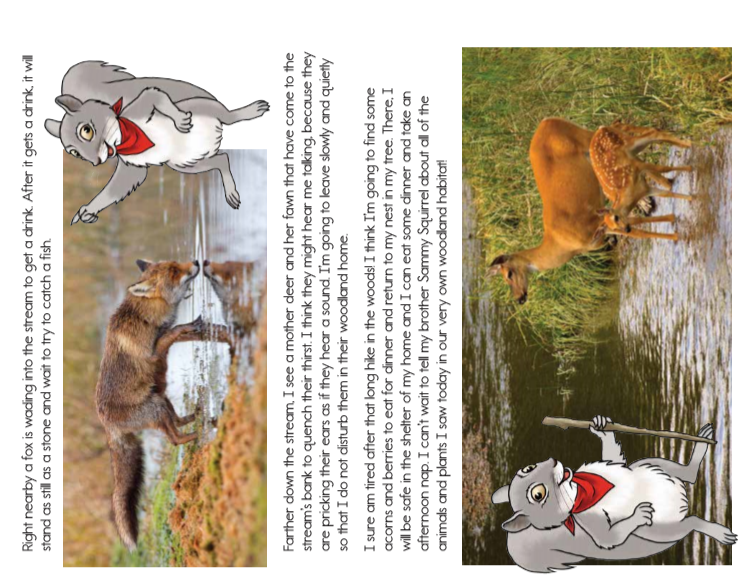 Right nearby a fox is wading into the stream to get a drink. After it gets a drink, it will
stand as still as a stone and wait to try to catch a fish.
Farther down the stream, I see a mother deer and her fawn that have come to the
stream's bank to quench their thirst. I think they might hear me talking, because they
are pricking their ears as if they hear a sound. I'm going to leave slowly and quietly
so that I do not disturb them in their woodland home.
I sure am tired after that long hike in the woods! I think I'm going to find some
acorns and berries to eat for dinner and return to my nest in my tree. There, I
will be safe in the shelter of my home and I can eat some dinner and take an
afternoon nap. I can't wait to tell my brother Sammy Squirrel about all of the
animals and plants I saw today in our very own woodland habitat!